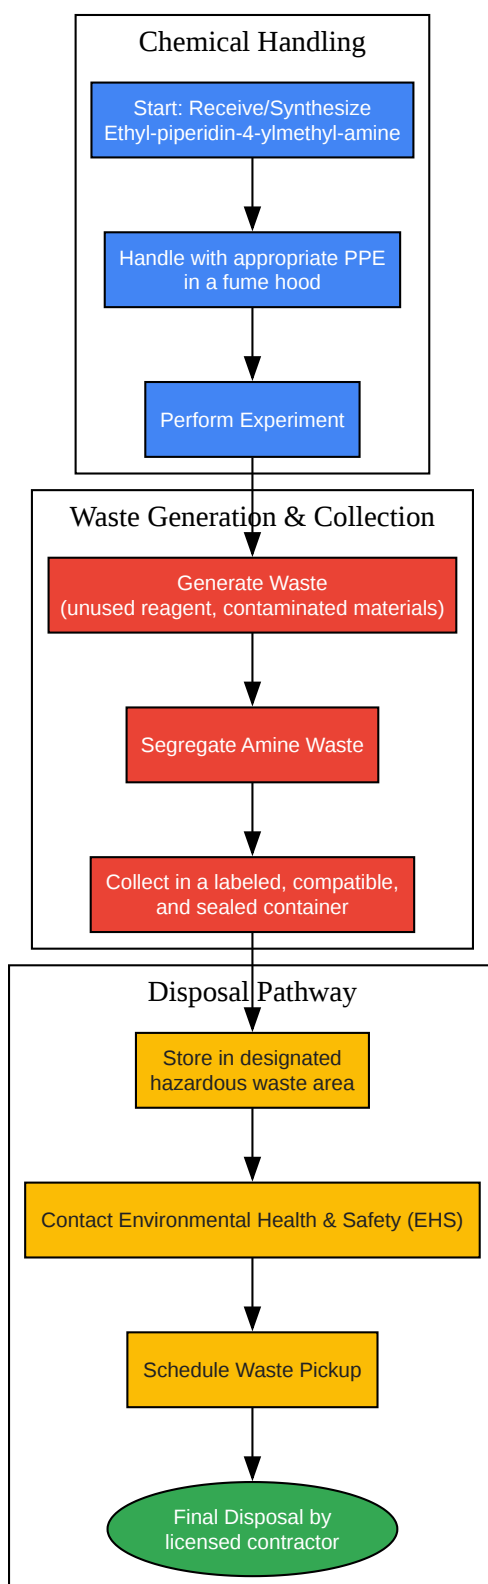 Chemical Handling
Start: Receive/Synthesize
Ethyl-piperidin-4-ylmethyl-amine
Handle with appropriate PPE
in a fume hood
Perform Experiment
Waste Generation & Collection
Generate Waste
(unused reagent, contaminated materials)
Segregate Amine Waste
Collect in a labeled, compatible,
and sealed container
Disposal Pathway
Store in designated
hazardous waste area
Contact Environmental Health & Safety (EHS)
Schedule Waste Pickup
Final Disposal by
licensed contractor